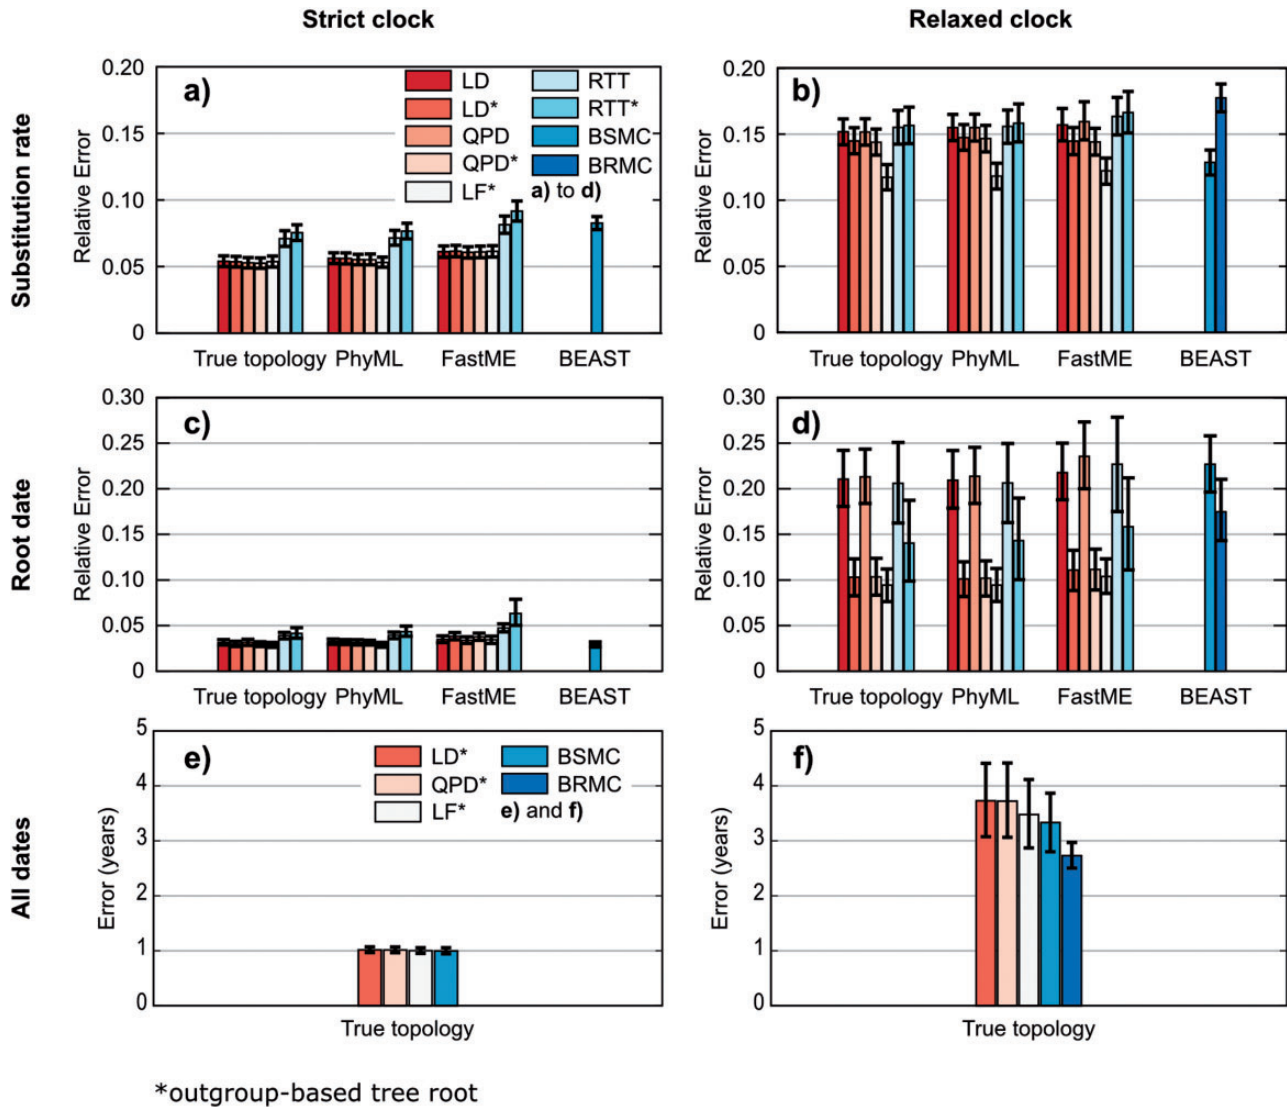 Strict clock
Relaxed clock
Substitution rate
Relative Error
0.20
0.15
0.10
0.05
0
a)
LD
LD*
QPD
QPD*
LF*
RTT
RTT*
BSMC
BRMC
a) to d)
True topology PhyML FastME BEAST
Relative Error
0.20
0.15
0.10
0.05
0
b)
True topology PhyML FastME BEAST
Root date
Relative Error
0.30
0.25
0.20
0.15
0.10
0.05
0
c)
True topology PhyML FastME BEAST
Relative Error
0.30
0.25
0.20
0.15
0.10
0.05
0
d)
True topology PhyML FastME BEAST
All dates
Error (years)
5
4
3
2
1
0
e)
LD*
QPD*
LF*
BSMC
BRMC
e) and f)
True topology
Error (years)
5
4
3
2
1
0
f)
True topology
*outgroup-based tree root